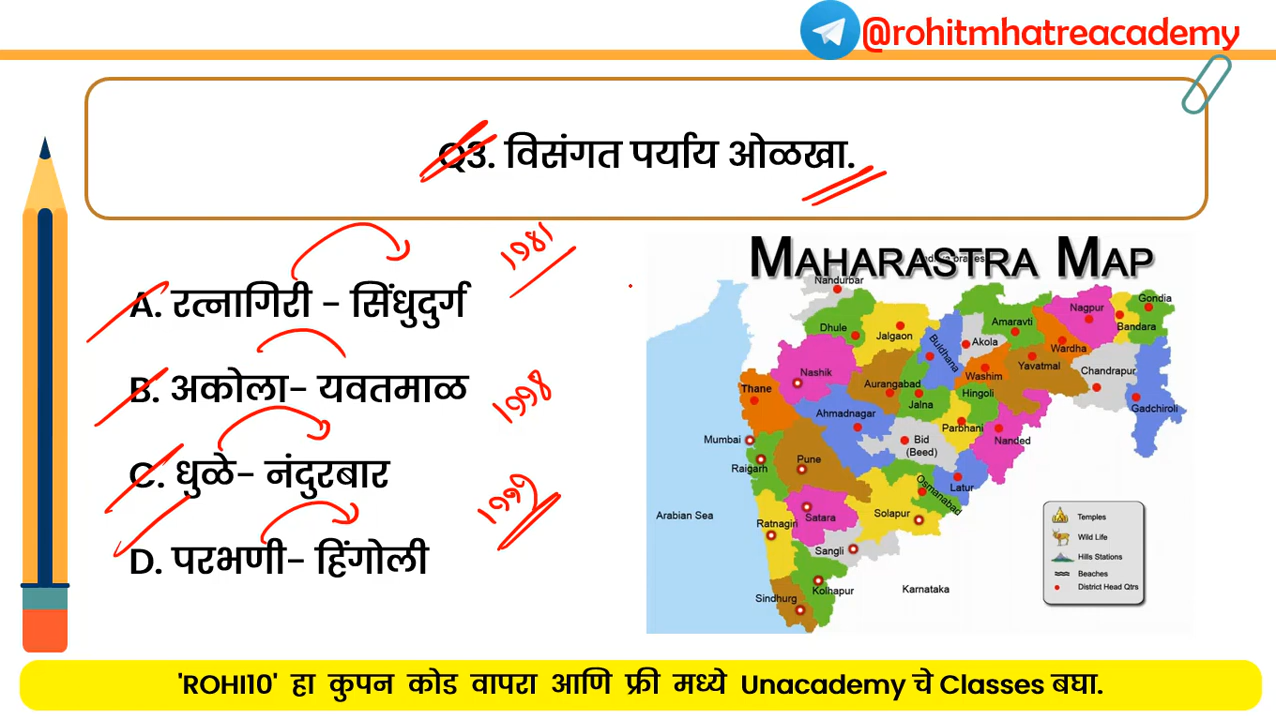 @rohitmhatreacademy
Q3. विसंगत पर्याय ओळखा.
A. रत्नागिरी - सिंधुदुर्ग
१९८१
B. अकोला- यवतमाळ
१९९८
C. धुळे- नंदुरबार
१९९९
D. परभणी- हिंगोली
MAHARASTRA MAP
Nandurbar
Dhule
Jalgaon
Buldhana
Akola
Amaravti
Nagpur
Bandara
Gondia
Wardha
Nashik
Aurangabad
Washim
Yavatmal
Chandrapur
Thane
Jalna
Hingoli
Gadchiroli
Ahmadnagar
Parbhani
Mumbai
Bid
(Beed)
Nanded
Raigarh
Pune
Latur
Osmanabad
Arabian Sea
Ratnagiri
Satara
Solapur
Sangli
Sindhurg
Kolhapur
Karnataka
Temples
Wild Life
Hills Stations
Beaches
District Head Qtrs
'ROHI10' हा कुपन कोड वापरा आणि फ्री मध्ये Unacademy चे Classes बघा.